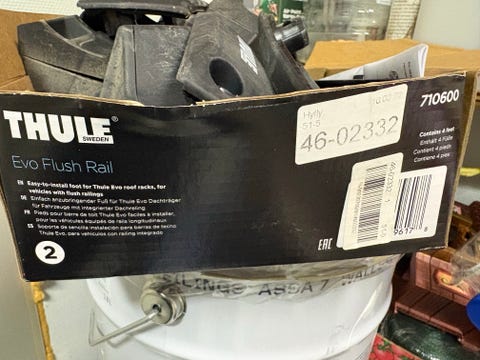 THULE
SWEDEN
Evo Flush Rail
EN Easy-to-install foot for Thule Evo roof racks, for
vehicles with flush railings
DE Einfach anzubringender Fuß für Thule Evo Dachträger
für Fahrzeuge mit integrierter Dachreling
FR Pieds pour barre de toit Thule Evo faciles à installer,
pour les véhicules équipés de rails longitudinaux
ES Soporte de sencilla instalación para barras de techo
Thule Evo, para vehículos con railing integrado
2
Hylly,
51-5
46-02332
710600
Contains 4 feet
Enthält 4 Füße
Contient 4 pieds
Contiene 4 pies
EAC
46-02332